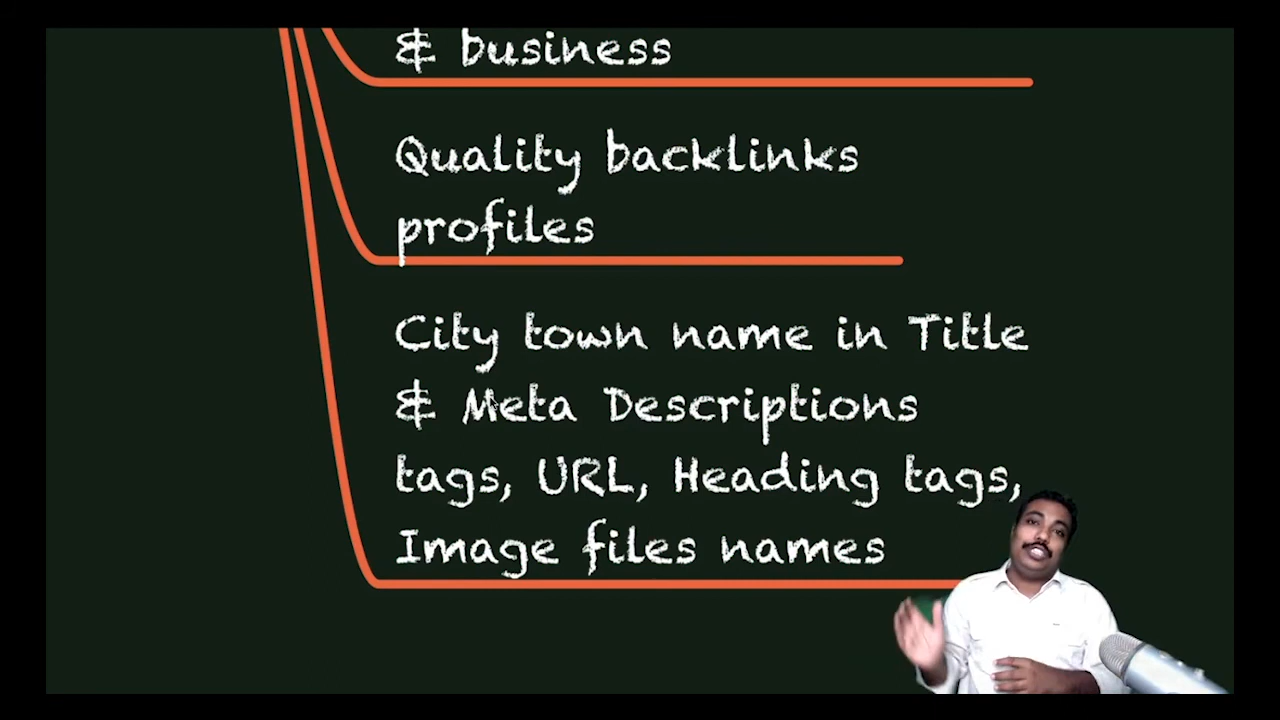 & business
Quality backlinks
profiles
City town name in Title
& Meta Descriptions
tags, URL, Heading tags,
Image files names